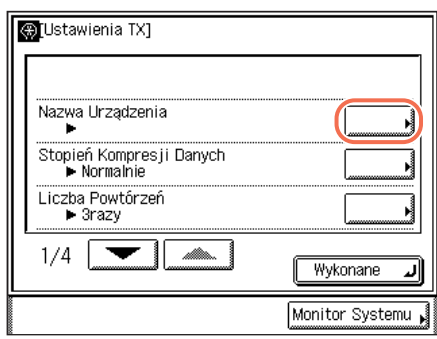 [Ustawienia TX]
Nazwa Urządzenia
►
Stopień Kompresji Danych
► Normalnie
Liczba Powtórzeń
► 3razy
1/4
Wykonane
Monitor Systemu